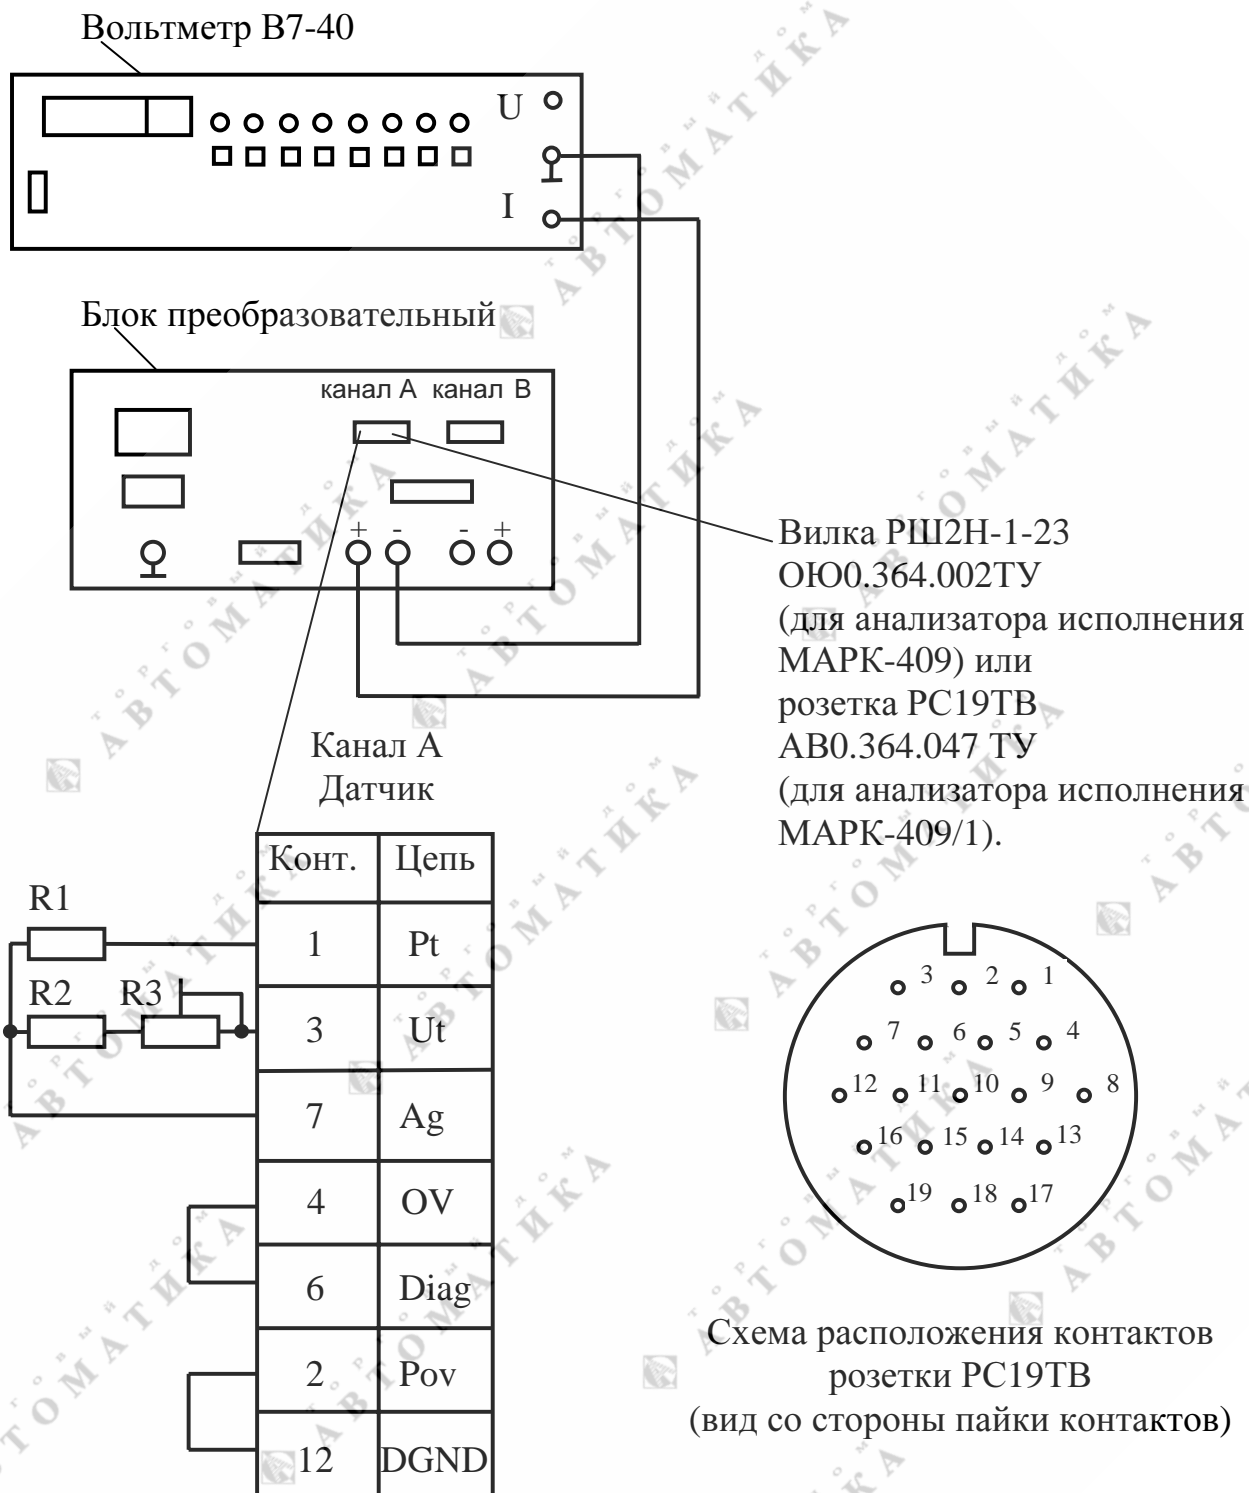 Вольтметр В7-40
U
I
Блок преобразовательный
канал А канал В
+ - - +
Вилка РШ2Н-1-23
ОЮ0.364.002ТУ
(для анализатора исполнения
МАРК-409) или
розетка РС19ТВ
АВ0.364.047 ТУ
(для анализатора исполнения
МАРК-409/1).
Канал А
Датчик
Конт. Цепь
R1
1 Pt
R2 R3
3 Ut
7 Ag
4 OV
6 Diag
2 Pov
12 DGND
3 2 1
7 6 5 4
12 11 10 9 8
16 15 14 13
19 18 17
Схема расположения контактов
розетки РС19ТВ
(вид со стороны пайки контактов)
торговый дом
АВТОМАТИКА